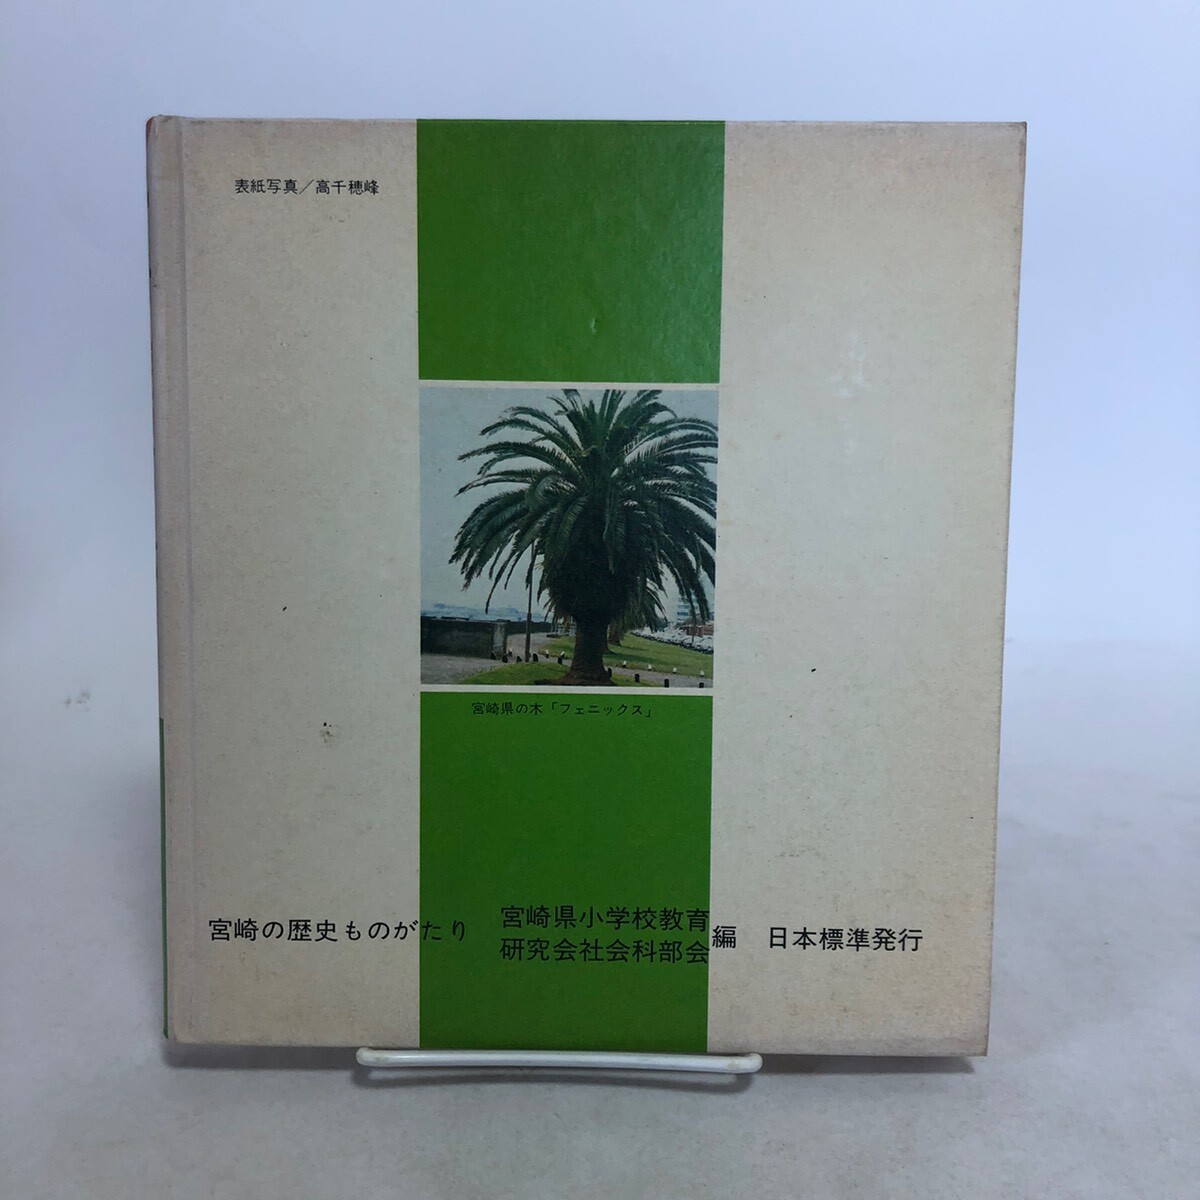 表紙写真／高千穂峰
宮崎県の木「フェニックス」
宮崎の歴史ものがたり
宮崎県小学校教育
研究会社会科部会
編
日本標準発行